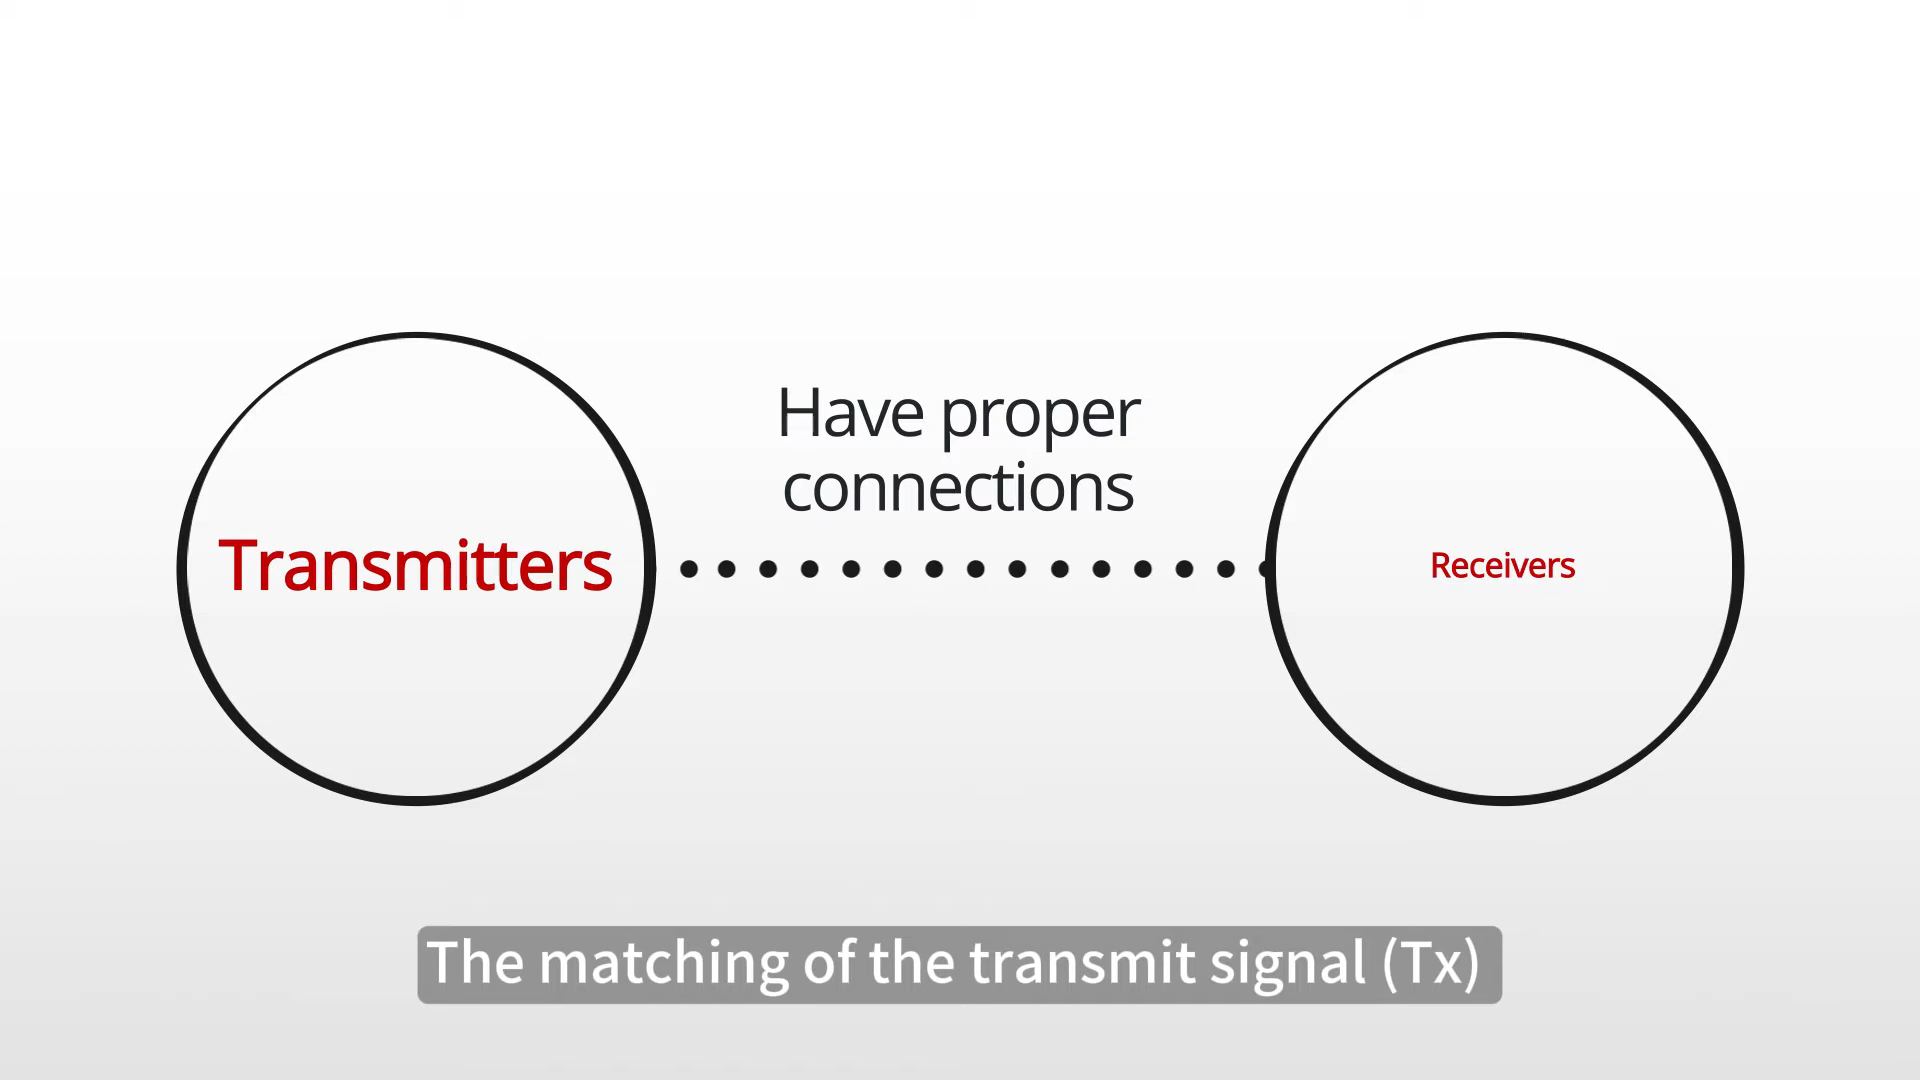 Have proper
connections
Transmitters
Receivers
The matching of the transmit signal (Tx)